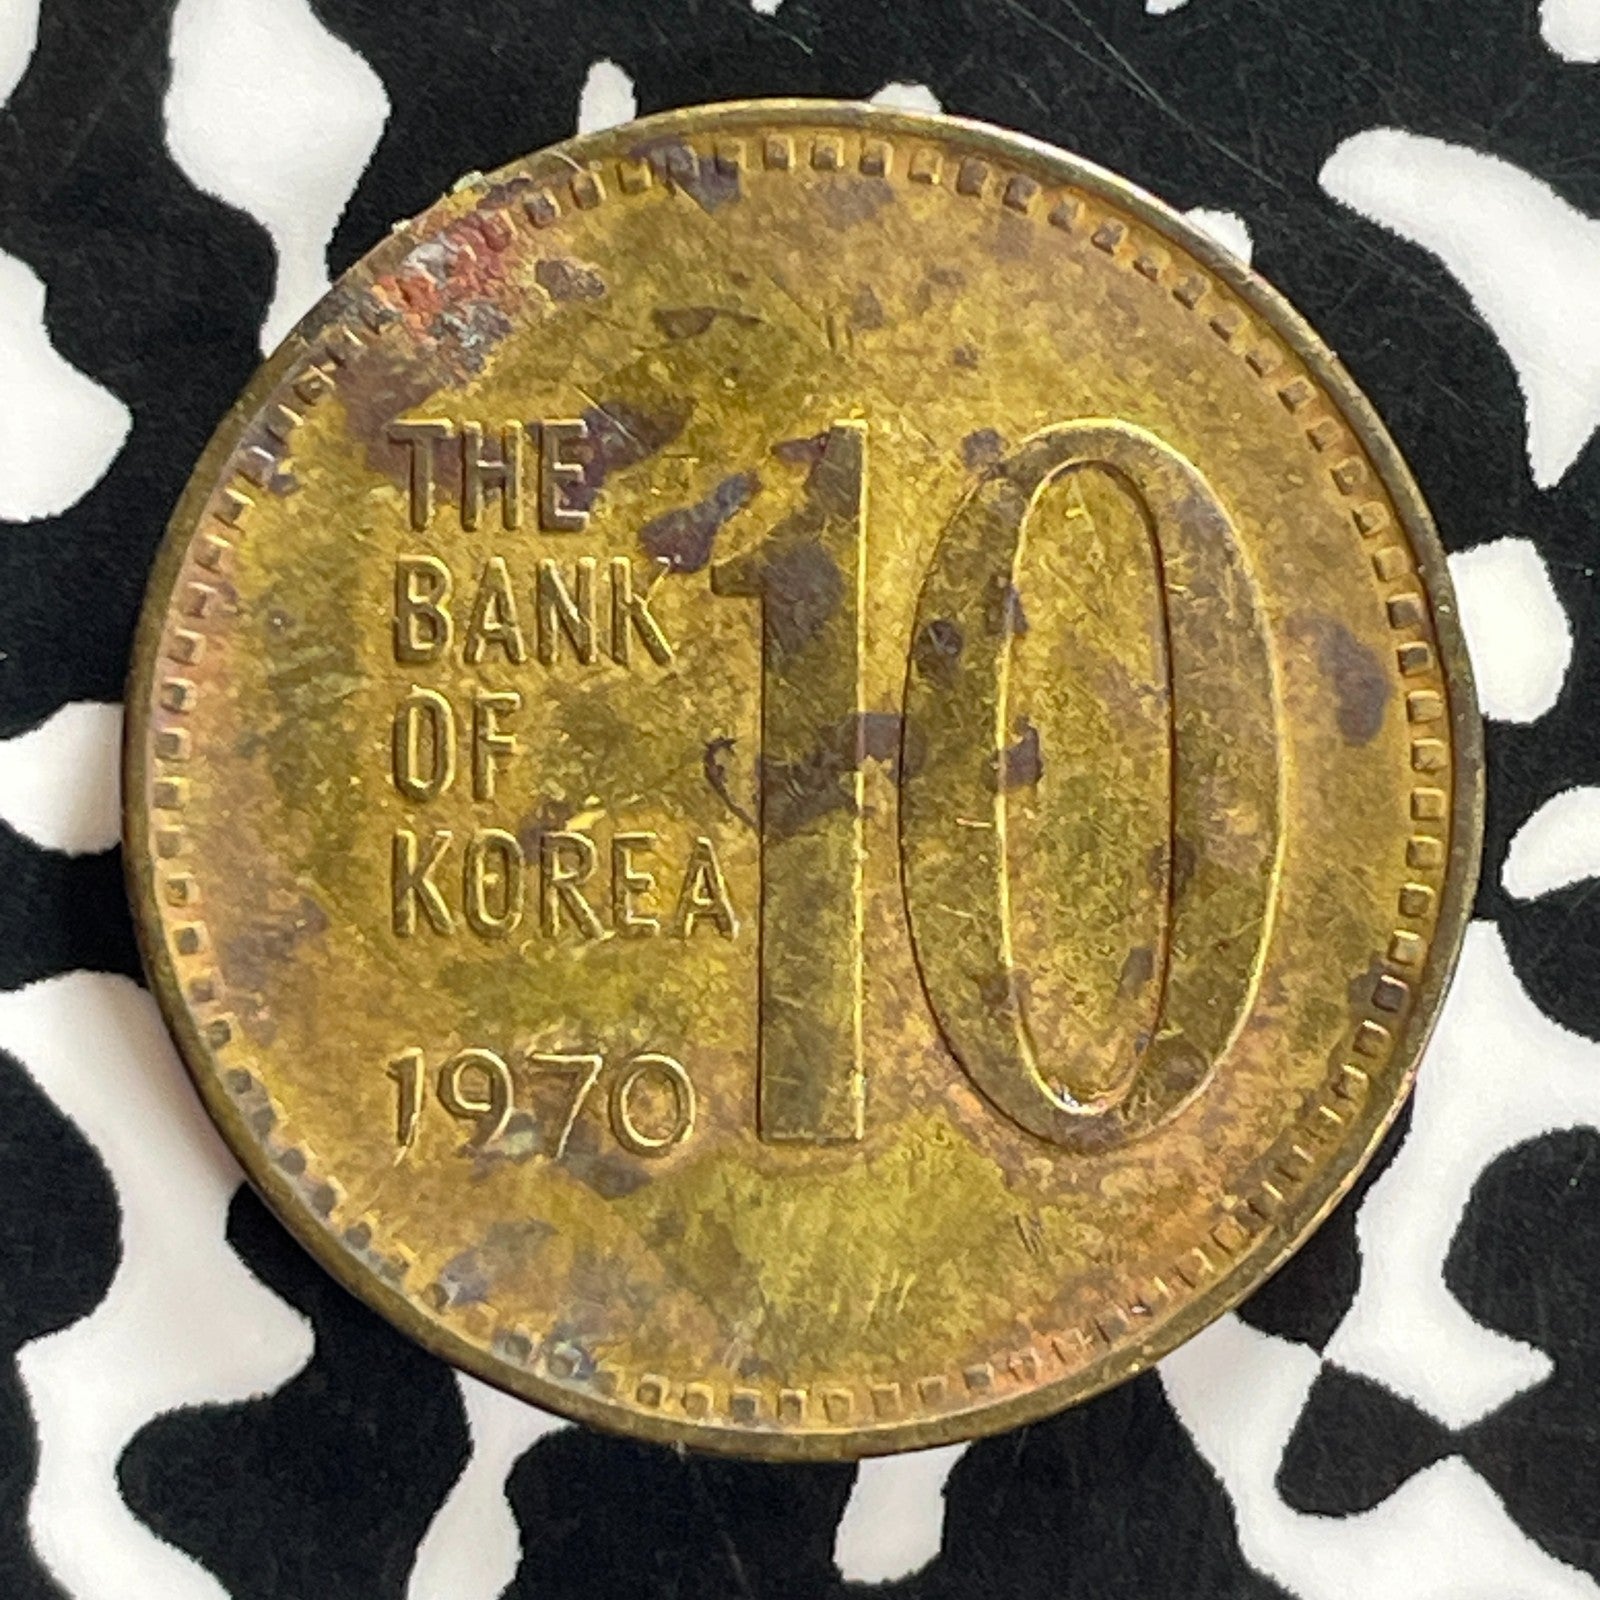 THE
BANK
OF
KOREA
1970
10